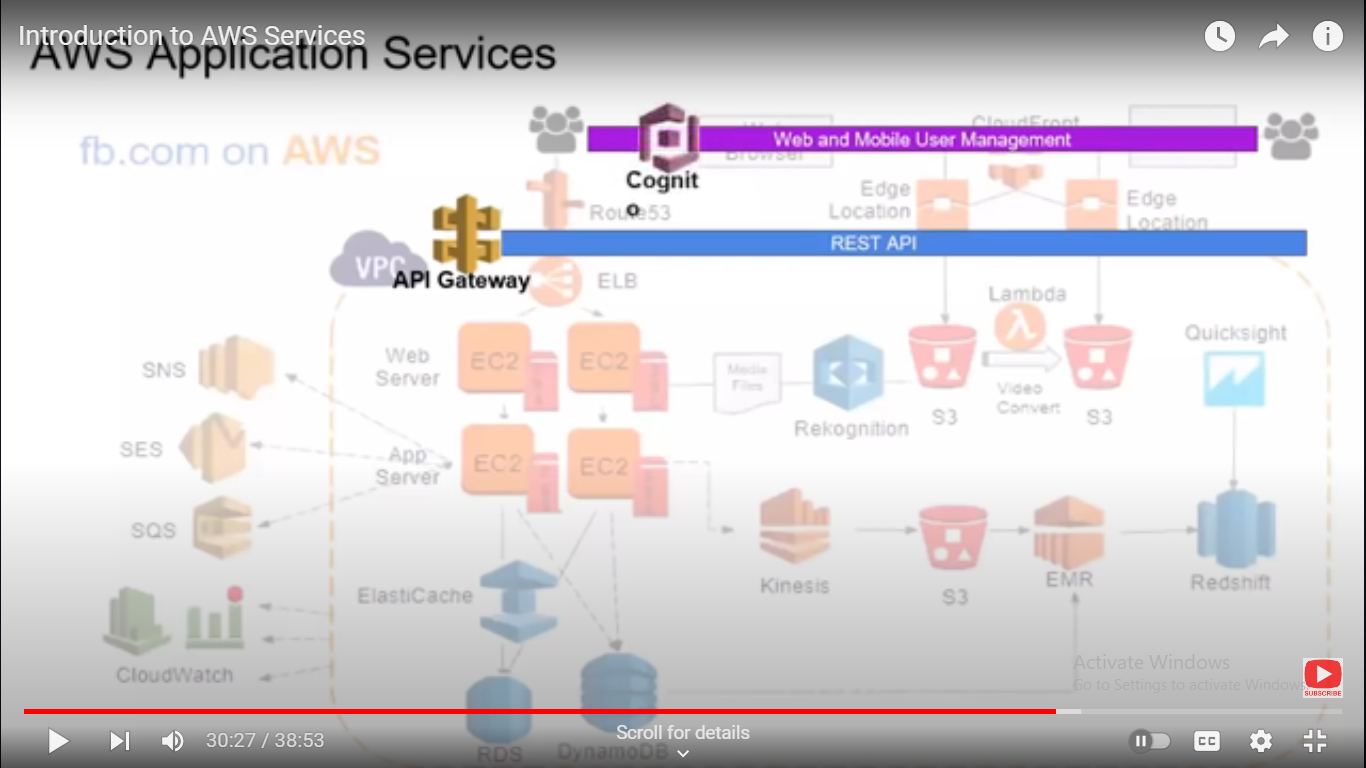 Introduction to AWS Services
AWS Application Services
fb.com on AWS
CloudFront
Web and Mobile User Management
Browser
Cognit
o
Route53
Edge
Location
Edge
Location
REST API
VPC
API Gateway
ELB
Lambda
Quicksight
SNS
Web
Server
EC2
EC2
Media
Files
Rekognition
S3
Video
Convert
S3
SES
App
Server
EC2
EC2
SQS
Kinesis
S3
EMR
Redshift
ElastiCache
CloudWatch
Activate Windows
Go to Settings to activate Windows
SUBSCRIBE
RDS
DynamoDB
30:27 / 38:53
Scroll for details
CC